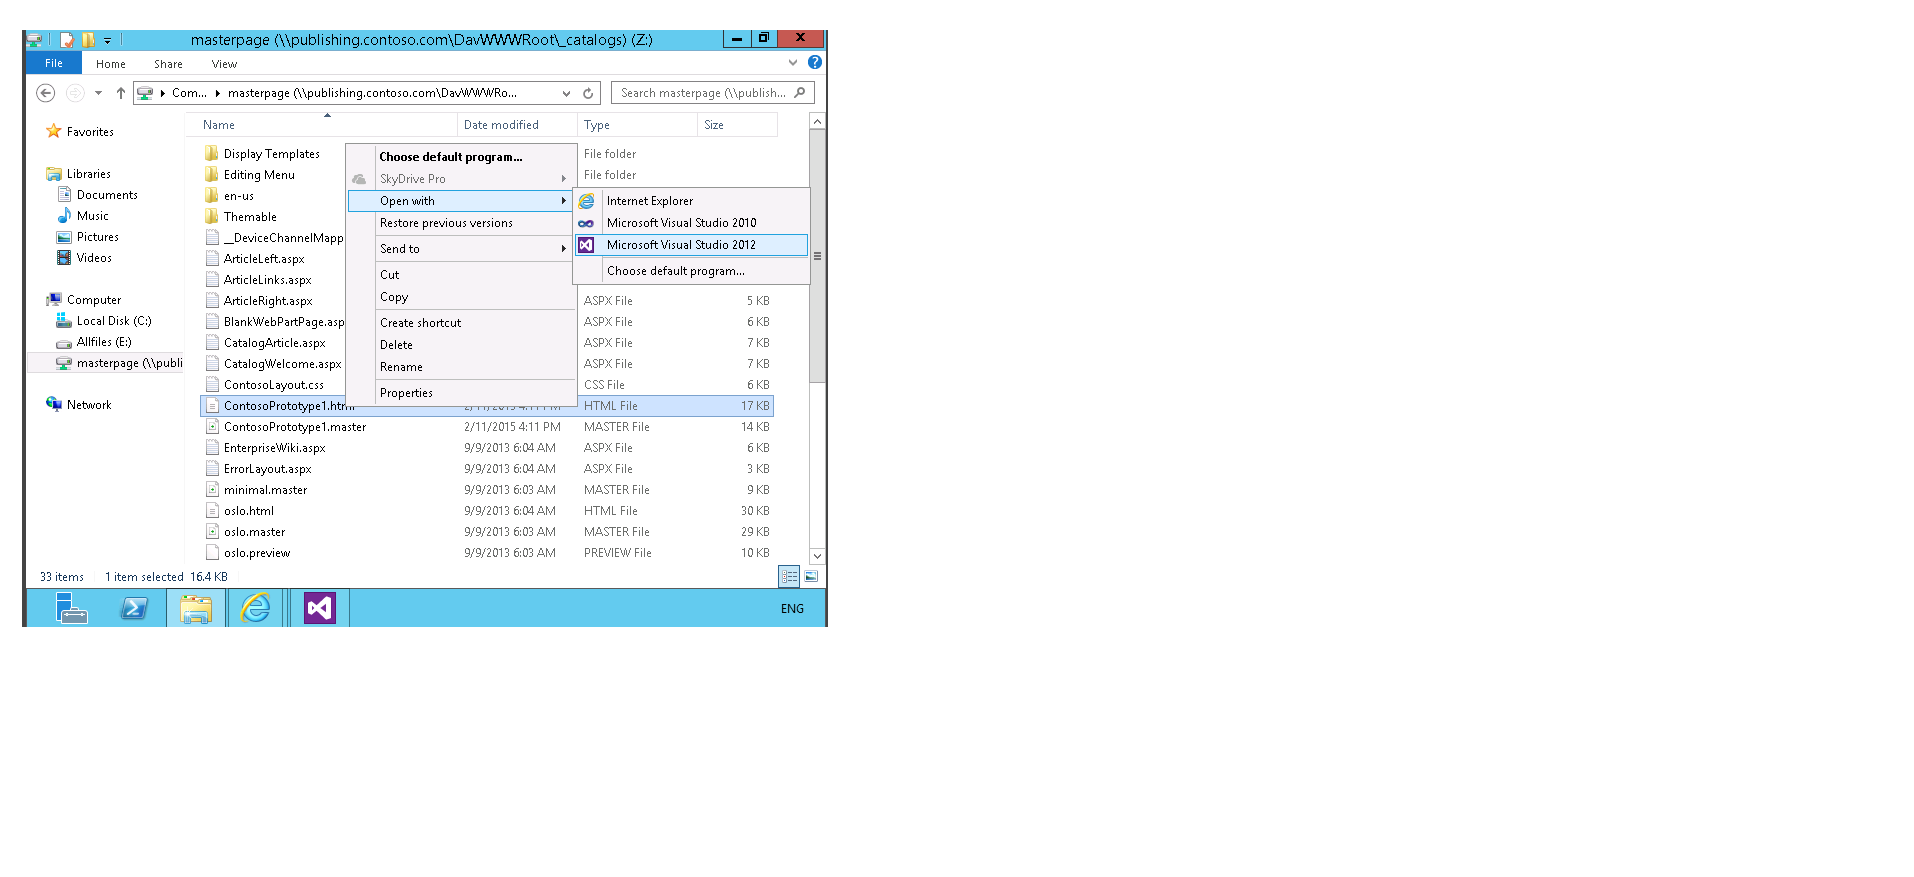 masterpage (\\publishing.contoso.com\DavWWWRoot\_catalogs) (Z:)
File Home Share View
Com... masterpage (\\publishing.contoso.com\DavWWWRo... Search masterpage (\\publish...
Name Date modified Type Size
Favorites
Libraries
Documents
Music
Pictures
Videos
Computer
Local Disk (C:)
Allfiles (E:)
masterpage (\\publi
Network
Display Templates File folder
Editing Menu File folder
en-us
Themable
__DeviceChannelMapp
ArticleLeft.aspx
ArticleLinks.aspx
ArticleRight.aspx ASPX File 5 KB
BlankWebPartPage.asp ASPX File 6 KB
CatalogArticle.aspx ASPX File 7 KB
CatalogWelcome.aspx ASPX File 7 KB
ContosoLayout.css CSS File 6 KB
ContosoPrototype1.html 2/11/2015 4:11 PM HTML File 17 KB
ContosoPrototype1.master 2/11/2015 4:11 PM MASTER File 14 KB
EnterpriseWiki.aspx 9/9/2013 6:04 AM ASPX File 6 KB
ErrorLayout.aspx 9/9/2013 6:04 AM ASPX File 3 KB
minimal.master 9/9/2013 6:03 AM MASTER File 9 KB
oslo.html 9/9/2013 6:04 AM HTML File 30 KB
oslo.master 9/9/2013 6:03 AM MASTER File 29 KB
oslo.preview 9/9/2013 6:03 AM PREVIEW File 10 KB
Choose default program...
SkyDrive Pro
Open with
Restore previous versions
Send to
Cut
Copy
Create shortcut
Delete
Rename
Properties
Internet Explorer
Microsoft Visual Studio 2010
Microsoft Visual Studio 2012
Choose default program...
33 items 1 item selected 16.4 KB
ENG